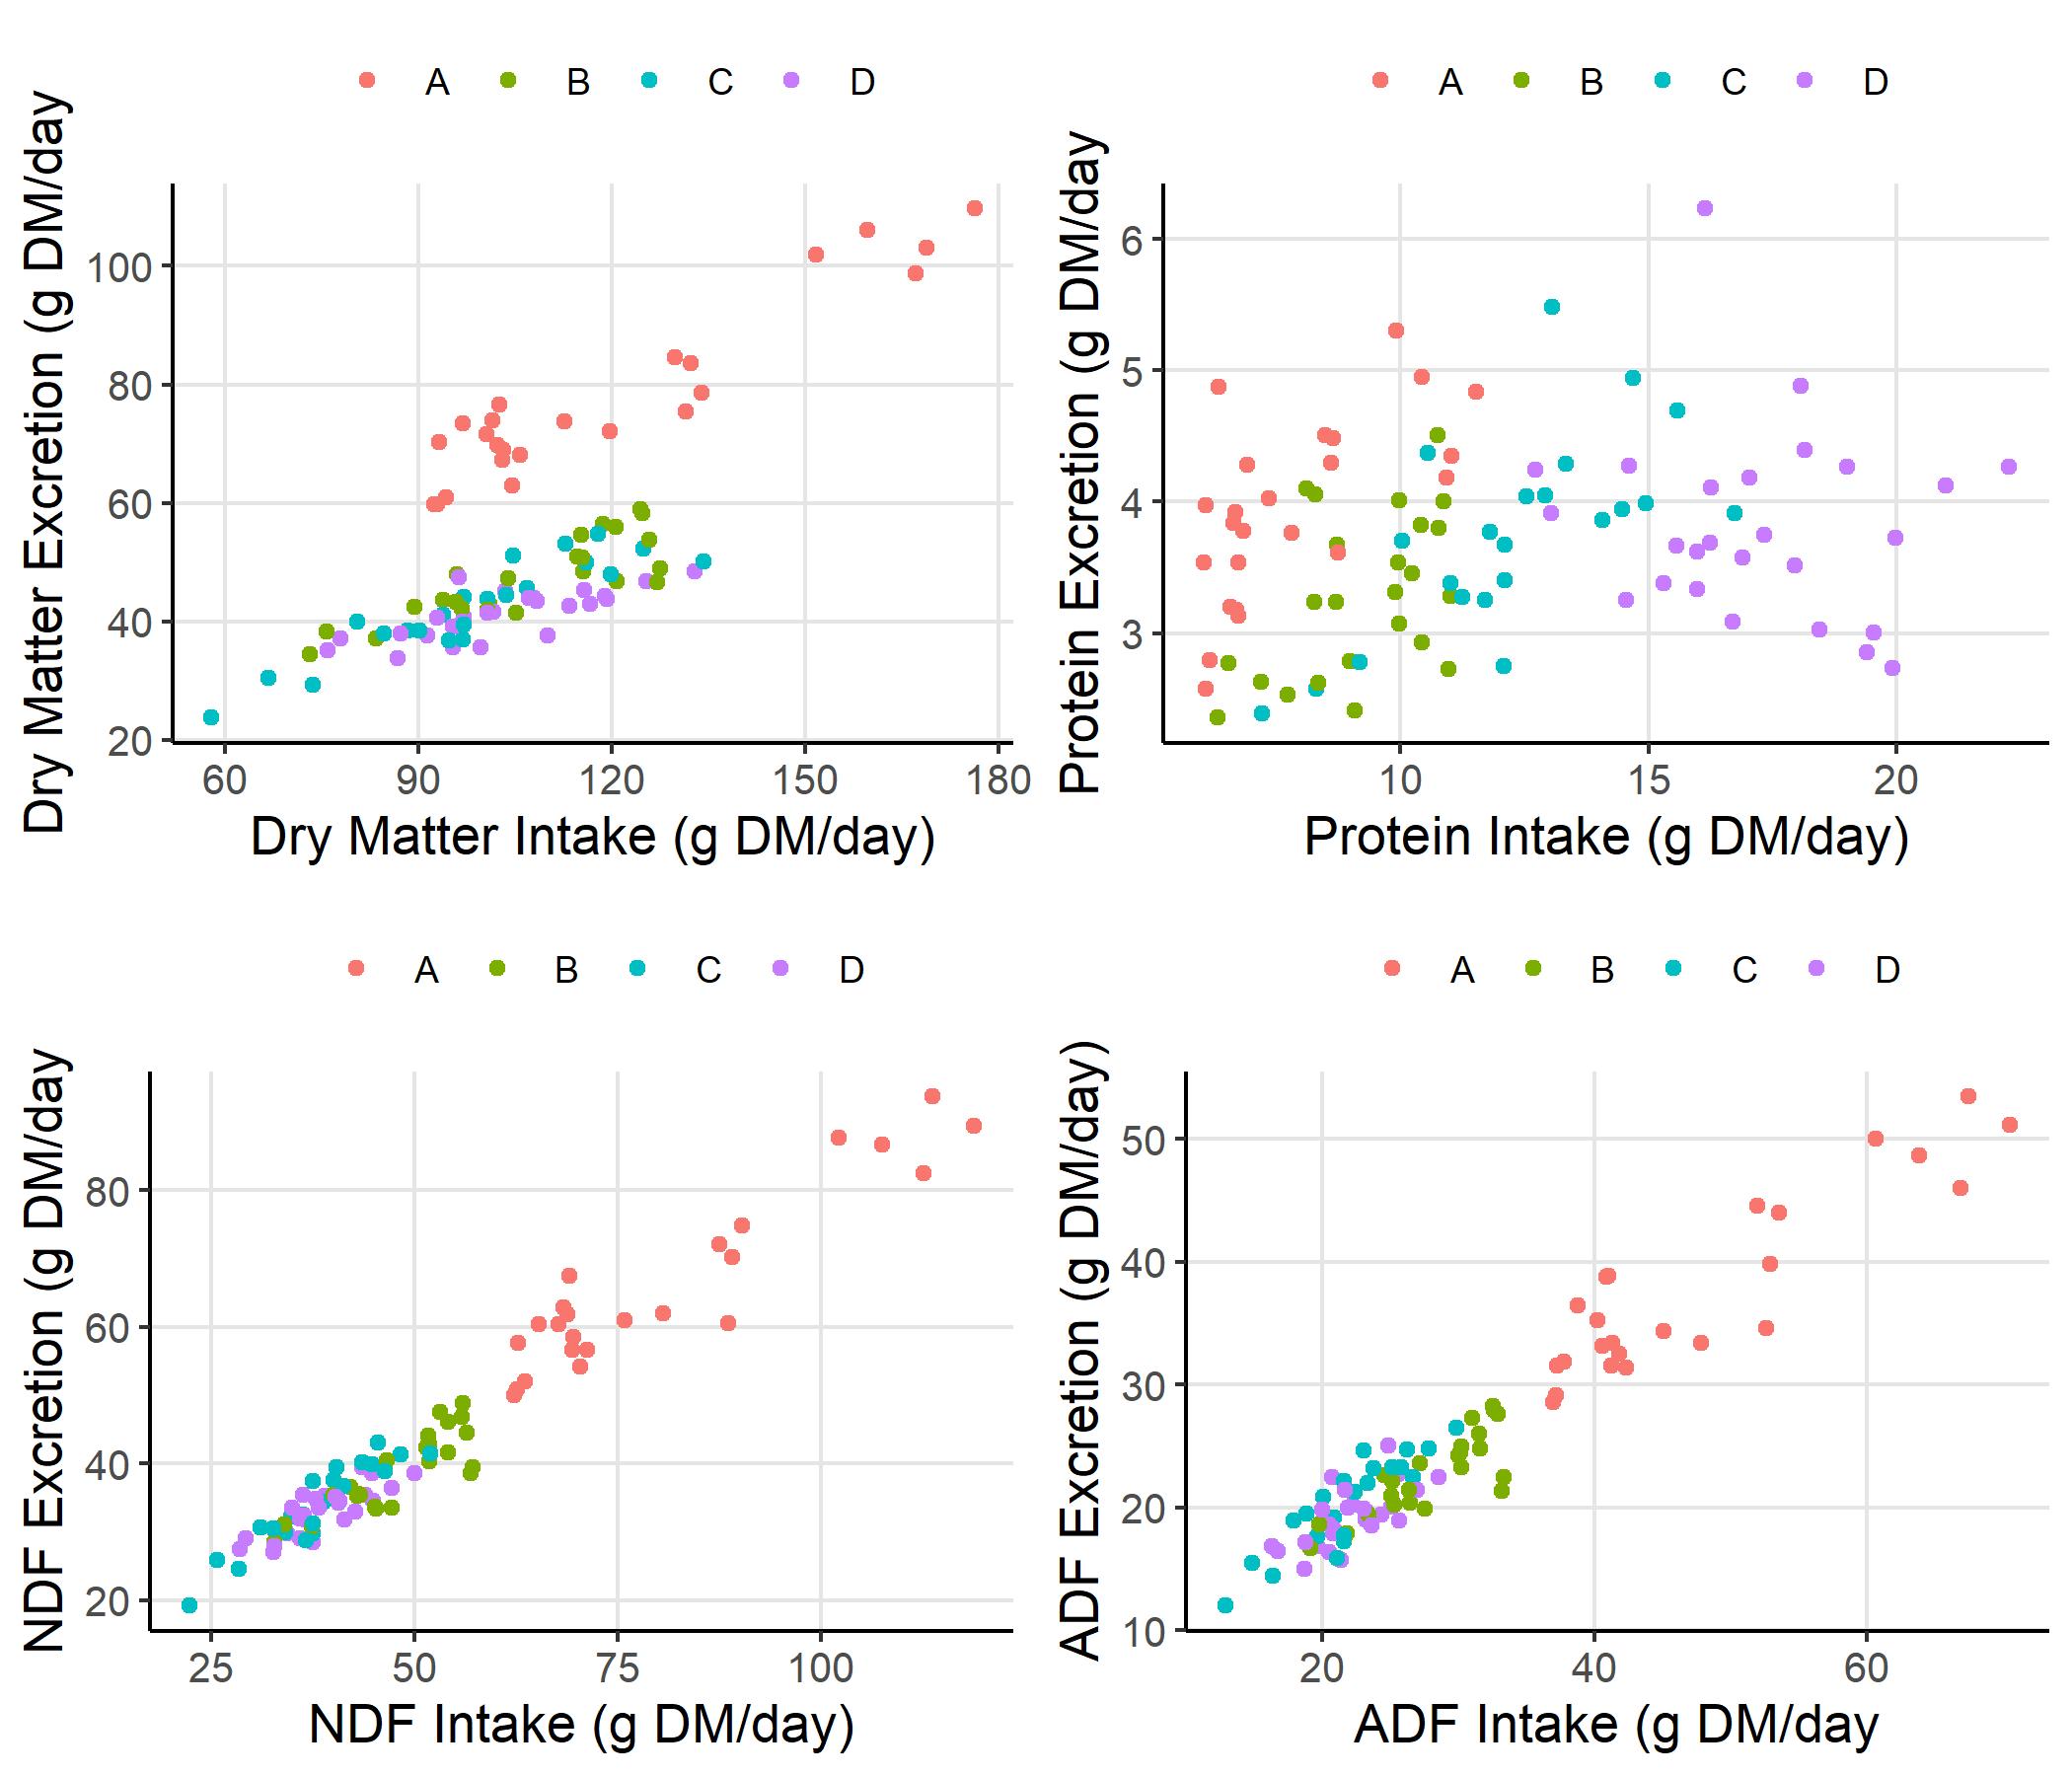 A B C D
Dry Matter Excretion (g DM/day
100
80
60
40
20
60 90 120 150 180
Dry Matter Intake (g DM/day)
A B C D
Protein Excretion (g DM/day
6
5
4
3
10 15 20
Protein Intake (g DM/day)
A B C D
NDF Excretion (g DM/day
80
60
40
20
25 50 75 100
NDF Intake (g DM/day)
A B C D
ADF Excretion (g DM/day)
50
40
30
20
10
20 40 60
ADF Intake (g DM/day